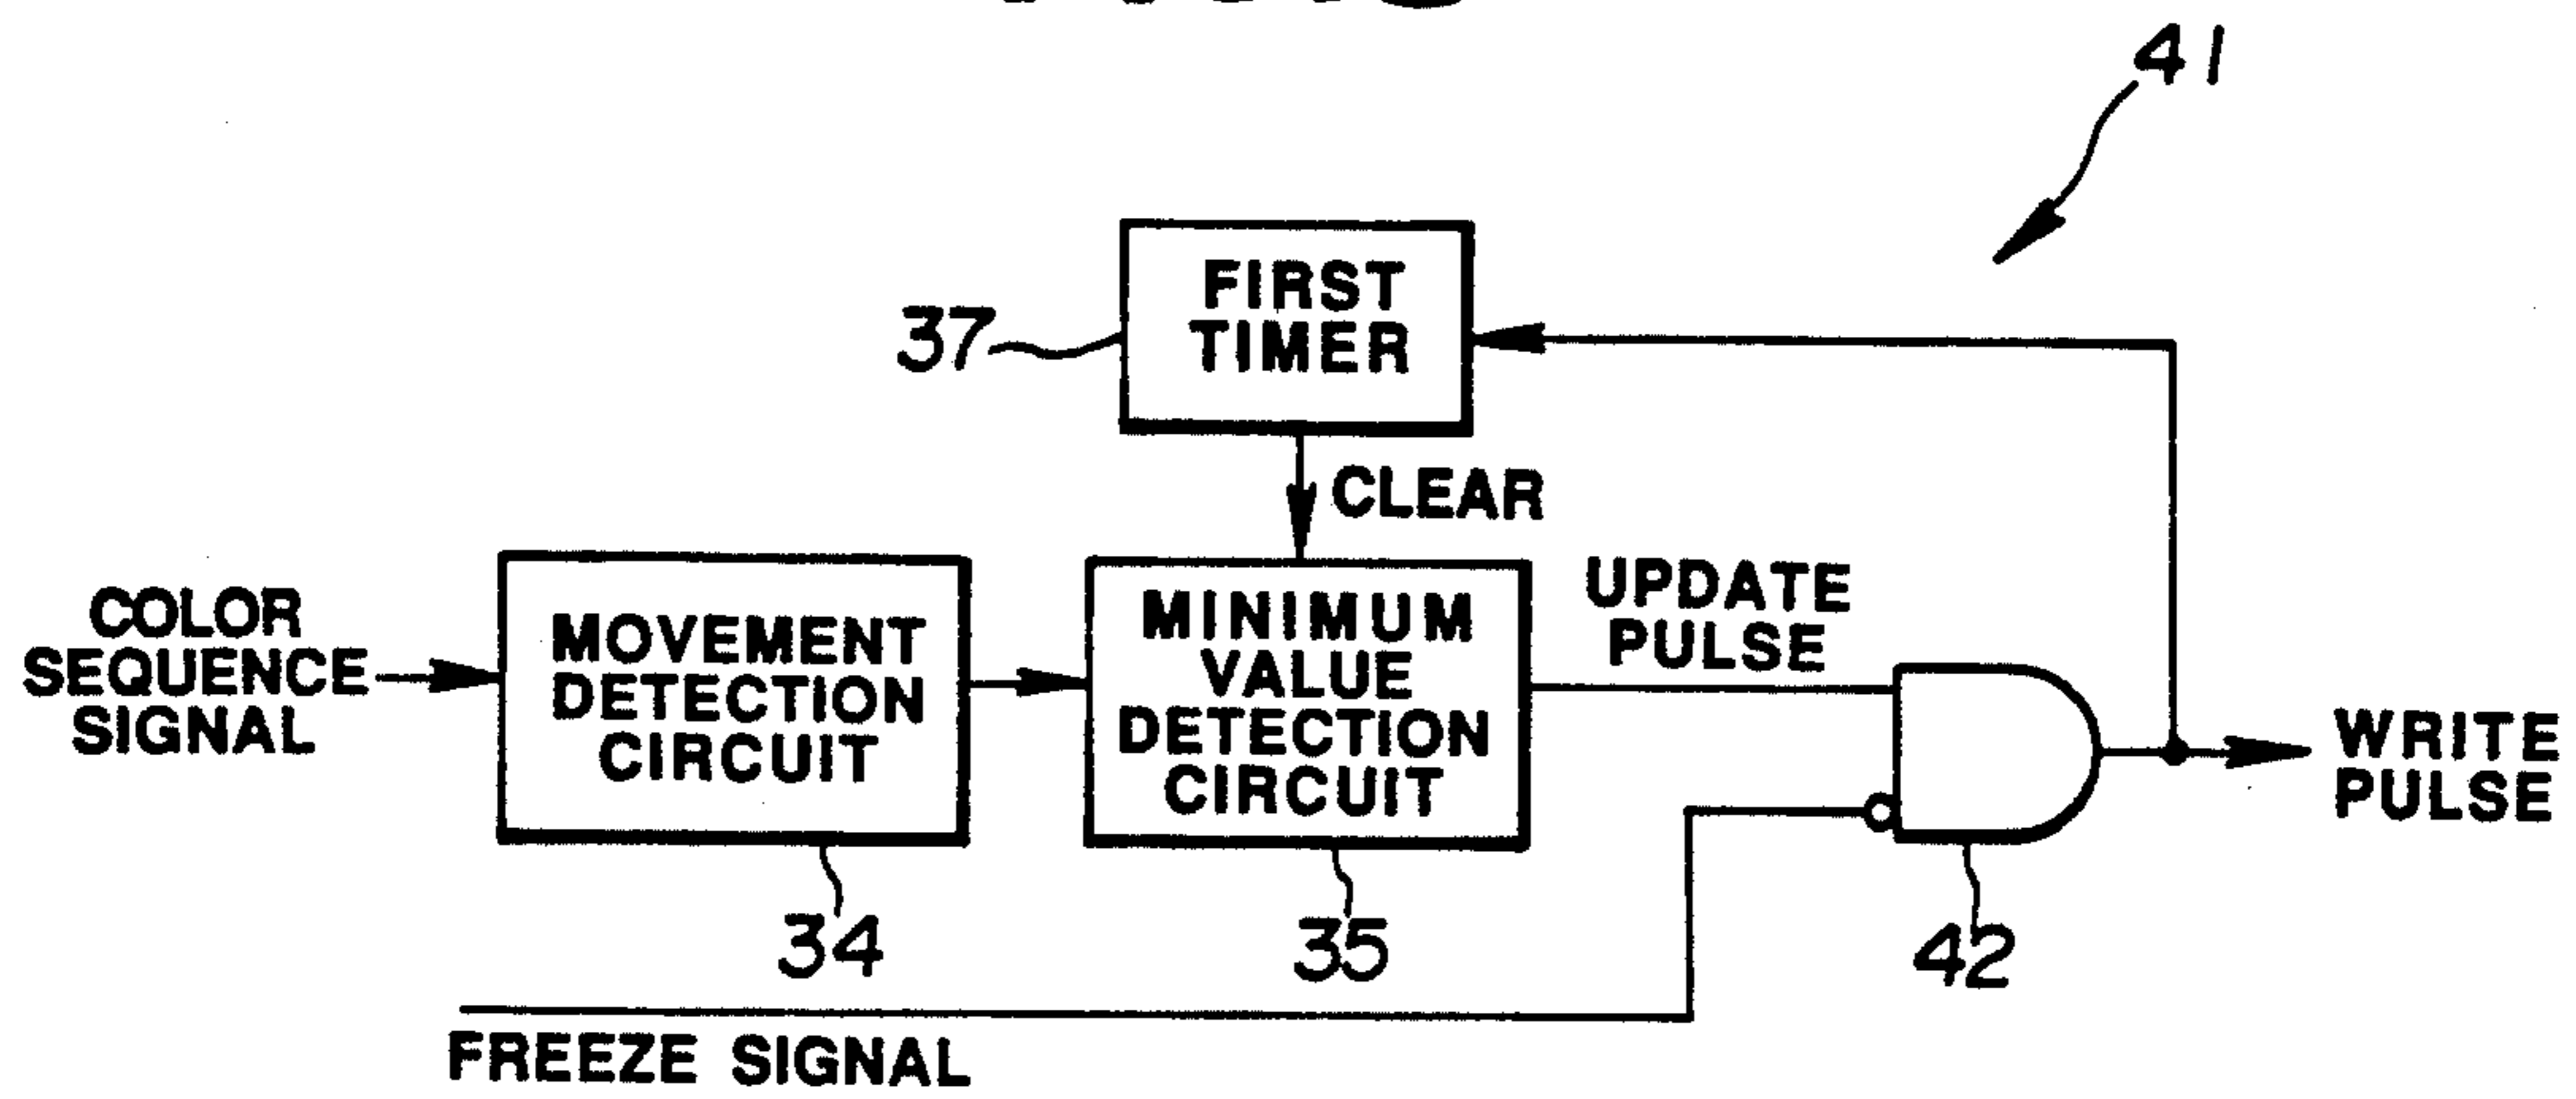 41
FIRST
TIMER
37
CLEAR
COLOR
SEQUENCE
SIGNAL
MOVEMENT
DETECTION
CIRCUIT
MINIMUM
VALUE
DETECTION
CIRCUIT
UPDATE
PULSE
WRITE
PULSE
34
35
42
FREEZE SIGNAL